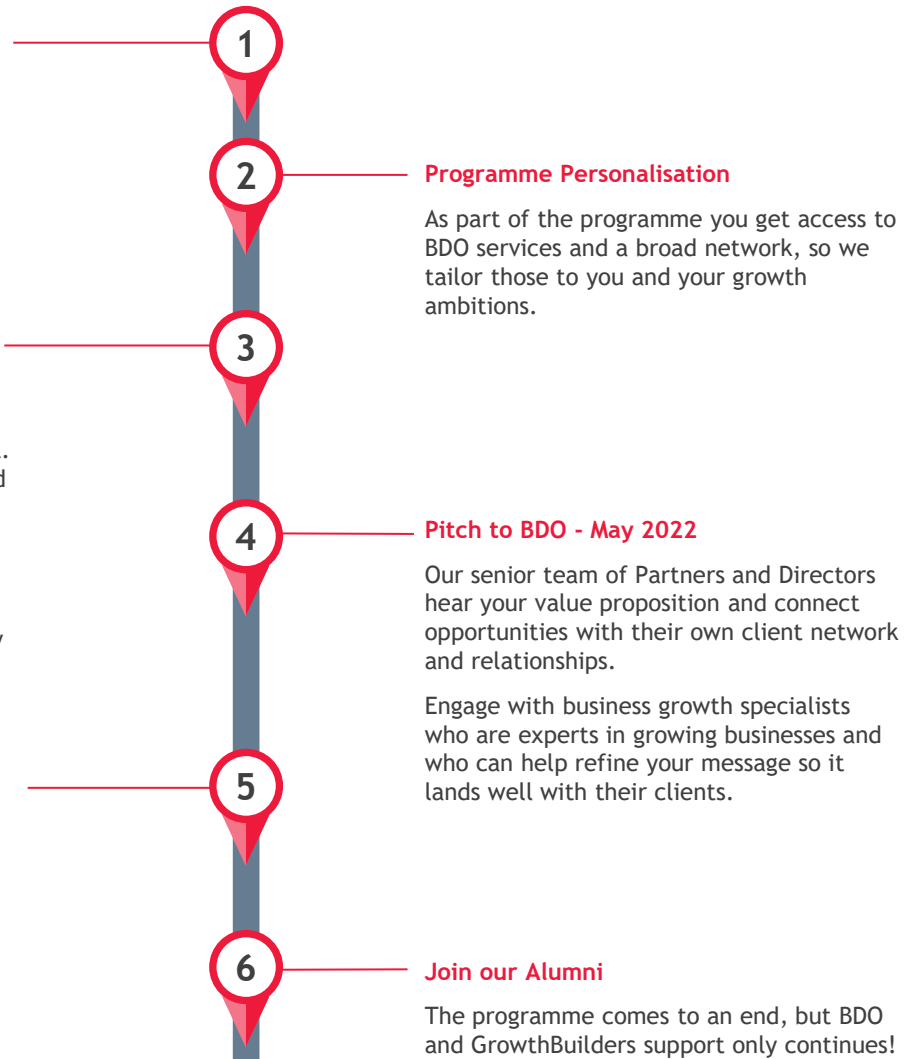 1
2
Programme Personalisation
As part of the programme you get access to
BDO services and a broad network, so we
tailor those to you and your growth
ambitions.
3
4
Pitch to BDO - May 2022
Our senior team of Partners and Directors
hear your value proposition and connect
opportunities with their own client network
and relationships.
Engage with business growth specialists
who are experts in growing businesses and
who can help refine your message so it
lands well with their clients.
5
6
Join our Alumni
The programme comes to an end, but BDO
and GrowthBuilders support only continues!